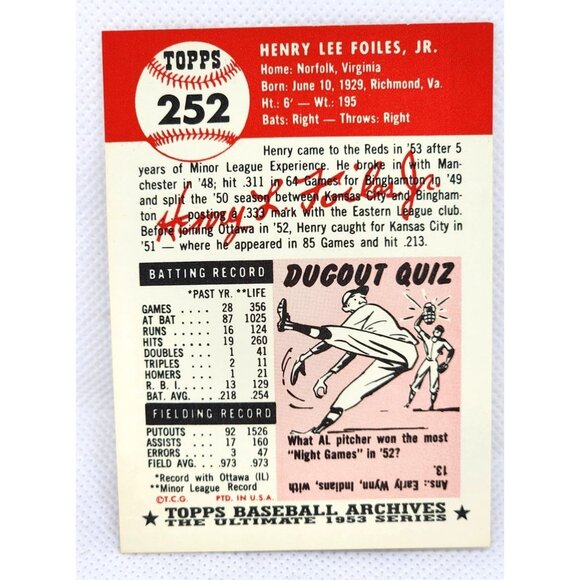 TOPPS
252
HENRY LEE FOILES, JR.
Home: Norfolk, Virginia
Born: June 10, 1929, Richmond, Va.
Ht.: 6' — Wt.: 195
Bats: Right — Throws: Right
Henry came to the Reds in '53 after 5
years of Minor League Experience. He broke in with Man-
chester in '48; hit .311 in 64 Games for Binghamton in '49
and split the '50 season between Kansas City and Bingham-
ton — posting a .333 mark with the Eastern League club.
Before joining Ottawa in '52, Henry caught for Kansas City in
'51 — where he appeared in 85 Games and hit .213.
Henry L. Foiles Jr.
BATTING RECORD
*PAST YR. **LIFE
GAMES 28 356
AT BAT 87 1025
RUNS 16 124
HITS 19 260
DOUBLES 1 41
TRIPLES 2 11
HOMERS 1 21
R. B. I. 13 129
BAT. AVG. .218 .254
FIELDING RECORD
PUTOUTS 92 1526
ASSISTS 17 160
ERRORS 3 47
FIELD AVG. .973 .973
*Record with Ottawa (IL)
**Minor League Record
©T.C.G. PTD. IN U.S.A.
DUGOUT QUIZ
What AL pitcher won the most
"Night Games" in '52?
Ans.: Early Wynn, Indians, with
13.
★ TOPPS BASEBALL ARCHIVES ★
THE ULTIMATE 1953 SERIES